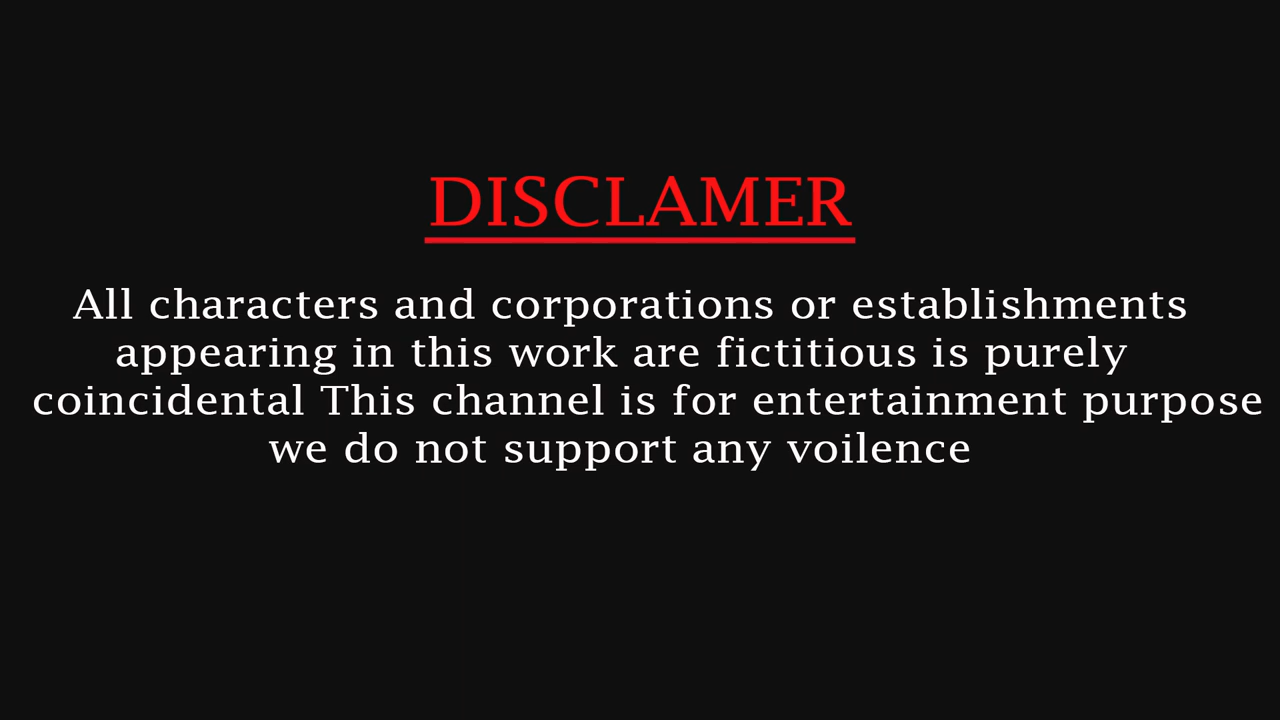 DISCLAMER
All characters and corporations or establishments
appearing in this work are fictitious is purely
coincidental This channel is for entertainment purpose
we do not support any voilence